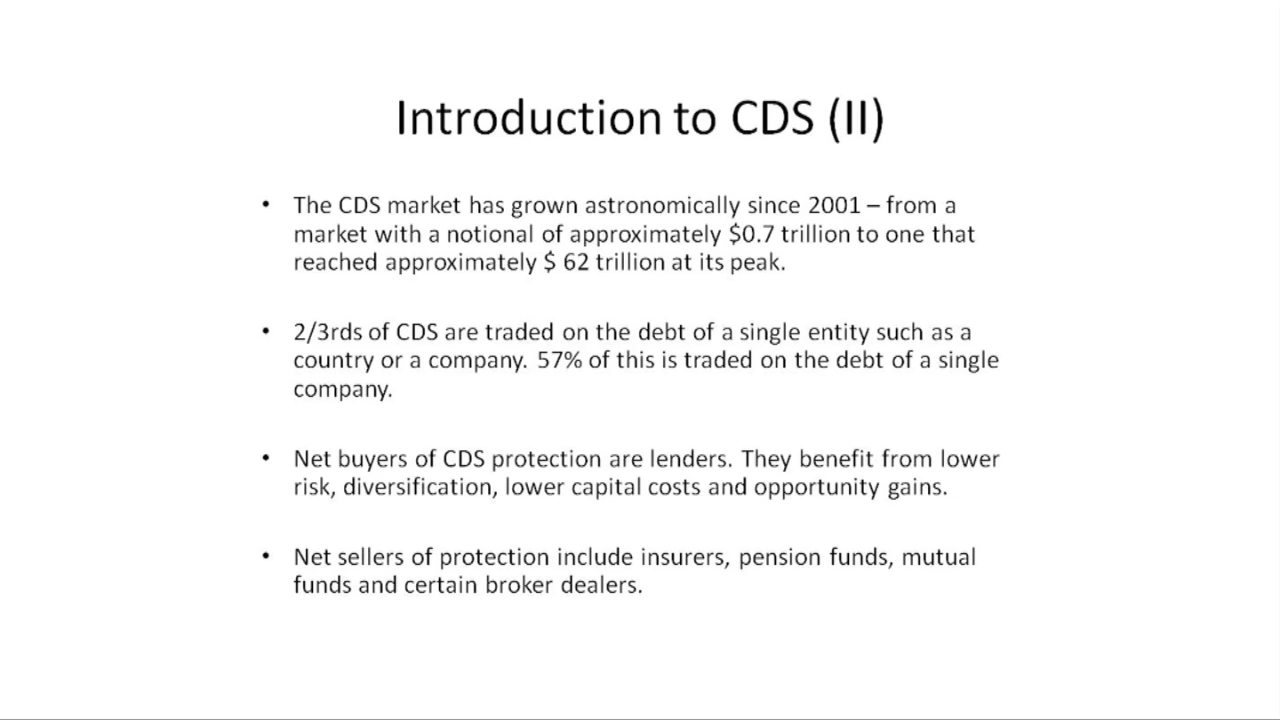 Introduction to CDS (II)
• The CDS market has grown astronomically since 2001 – from a
market with a notional of approximately $0.7 trillion to one that
reached approximately $ 62 trillion at its peak.
• 2/3rds of CDS are traded on the debt of a single entity such as a
country or a company. 57% of this is traded on the debt of a single
company.
• Net buyers of CDS protection are lenders. They benefit from lower
risk, diversification, lower capital costs and opportunity gains.
• Net sellers of protection include insurers, pension funds, mutual
funds and certain broker dealers.